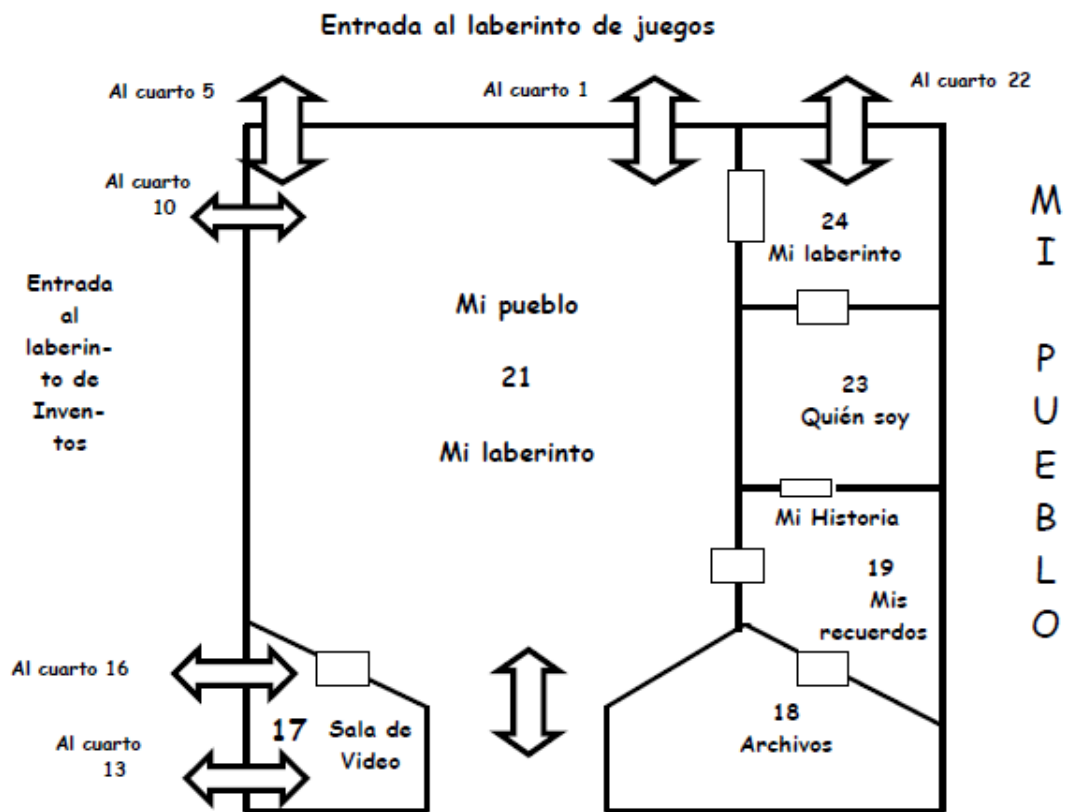 Entrada al laberinto de juegos
Al cuarto 5
Al cuarto 1
Al cuarto 22
Al cuarto
10
24
Mi laberinto
Entrada
al
laberin-
to de
Inven-
tos
Mi pueblo
21
Mi laberinto
23
Quién soy
Mi Historia
19
Mis
recuerdos
Al cuarto 16
17
Sala de
Video
Al cuarto
13
18
Archivos
M
I
P
U
E
B
L
O